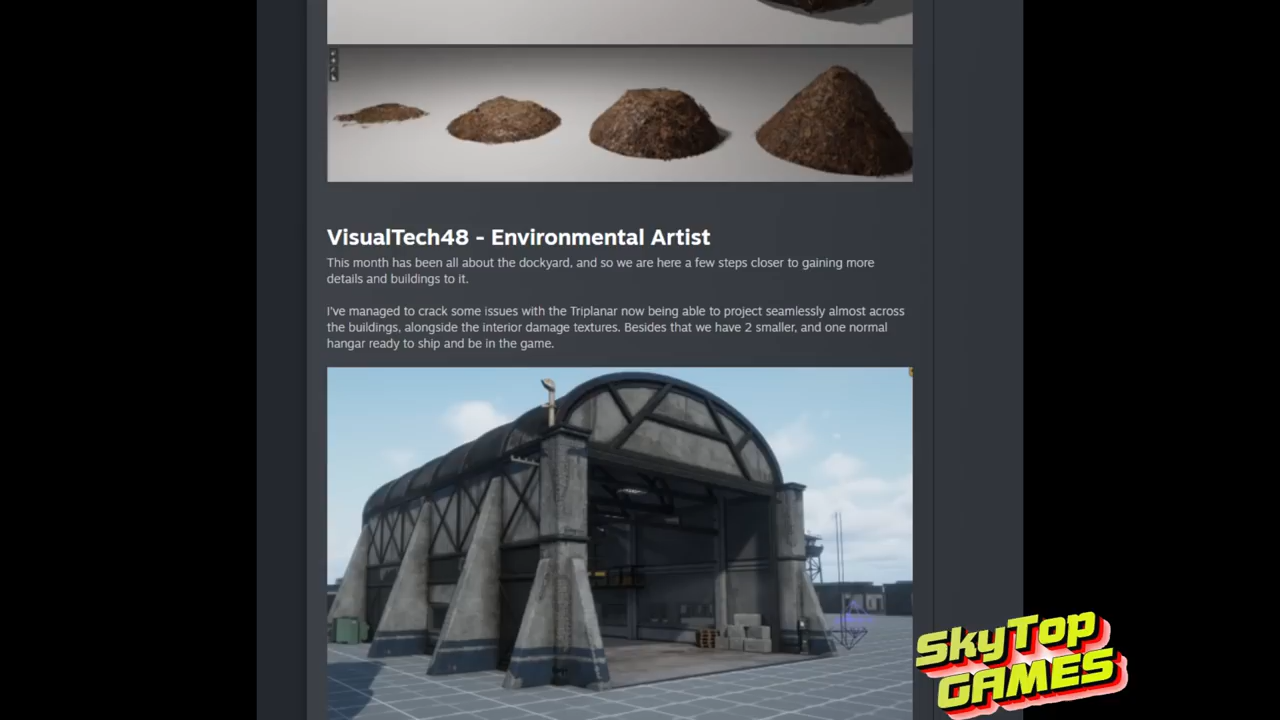 VisualTech48 - Environmental Artist
This month has been all about the dockyard, and so we are here a few steps closer to gaining more
details and buildings to it.
I've managed to crack some issues with the Triplanar now being able to project seamlessly almost across
the buildings, alongside the interior damage textures. Besides that we have 2 smaller, and one normal
hangar ready to ship and be in the game.
SKyTop
GAMES